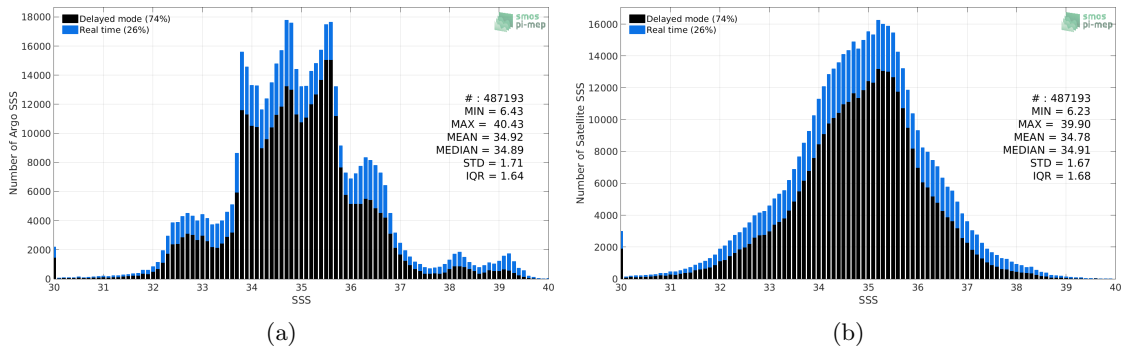 Delayed mode (74%)
Real time (26%)
smos
pi-mep
18000
16000
14000
12000
10000
8000
6000
4000
2000
0
Number of Argo SSS
# : 487193
MIN = 6.43
MAX = 40.43
MEAN = 34.92
MEDIAN = 34.89
STD = 1.71
IQR = 1.64
30 31 32 33 34 35 36 37 38 39 40
SSS
(a)
Delayed mode (74%)
Real time (26%)
smos
pi-mep
16000
14000
12000
10000
8000
6000
4000
2000
0
Number of Satellite SSS
# : 487193
MIN = 6.23
MAX = 39.90
MEAN = 34.78
MEDIAN = 34.91
STD = 1.67
IQR = 1.68
30 31 32 33 34 35 36 37 38 39 40
SSS
(b)